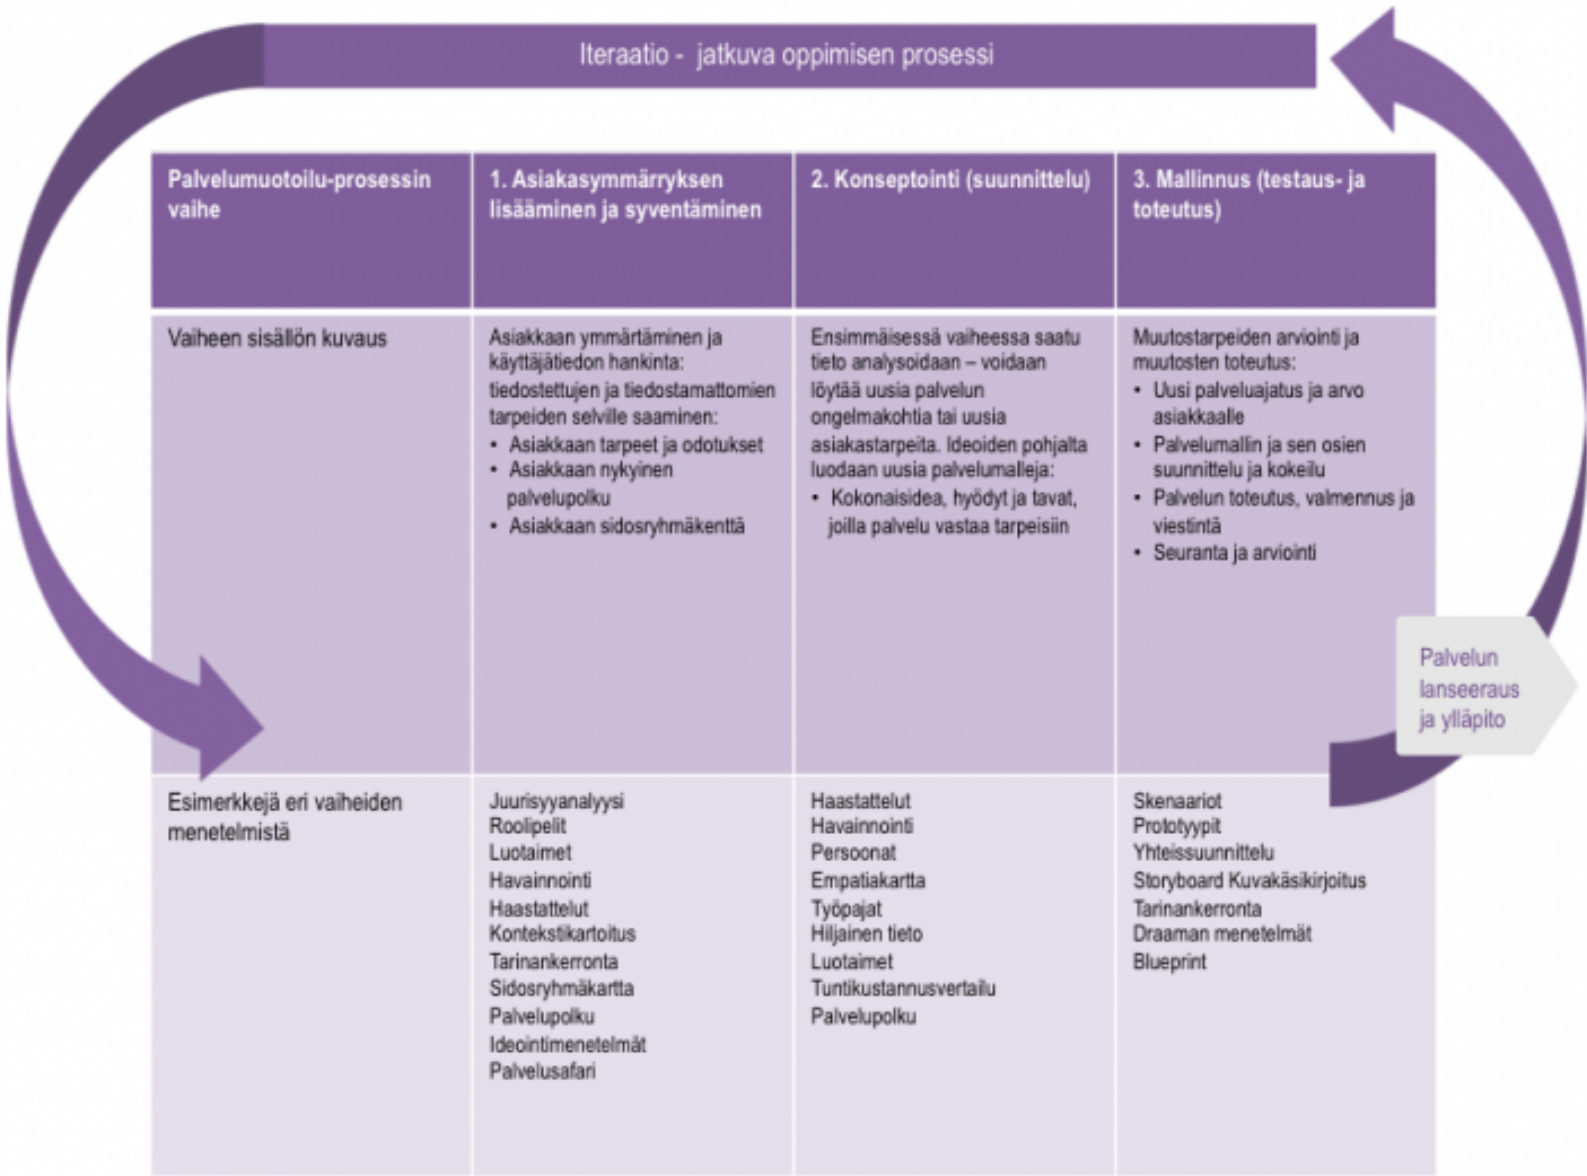 Iteraatio - jatkuva oppimisen prosessi
Palvelumuotoilu-prosessin
vaihe
1. Asiakasymmärryksen
lisääminen ja syventäminen
2. Konseptointi (suunnittelu)
3. Mallinnus (testaus- ja
toteutus)
Vaiheen sisällön kuvaus
Asiakkaan ymmärtäminen ja
käyttäjätiedon hankinta:
tiedostettujen ja tiedostamattomien
tarpeiden selville saaminen:
• Asiakkaan tarpeet ja odotukset
• Asiakkaan nykyinen
palvelupolku
• Asiakkaan sidosryhmäkenttä
Ensimmäisessä vaiheessa saatu
tieto analysoidaan – voidaan
löytää uusia palvelun
ongelmakohtia tai uusia
asiakastarpeita. Ideoiden pohjalta
luodaan uusia palvelumalleja:
• Kokonaisidea, hyödyt ja tavat,
joilla palvelu vastaa tarpeisiin
Muutostarpeiden arviointi ja
muutosten toteutus:
• Uusi palveluajatus ja arvo
asiakkaalle
• Palvelumallin ja sen osien
suunnittelu ja kokeilu
• Palvelun toteutus, valmennus ja
viestintä
• Seuranta ja arviointi
Palvelun
lanseeraus
ja ylläpito
Esimerkkejä eri vaiheiden
menetelmistä
Juurisyyanalyysi
Roolipelit
Luotaimet
Havainnointi
Haastattelut
Kontekstikartoitus
Tarinankerronta
Sidosryhmäkartta
Palvelupolku
Ideointimenetelmät
Palvelusafari
Haastattelut
Havainnointi
Persoonat
Empatiakartta
Työpajat
Hiljainen tieto
Luotaimet
Tuntikustannusvertailu
Palvelupolku
Skenaariot
Prototyypit
Yhteissuunnittelu
Storyboard Kuvakäsikirjoitus
Tarinankerronta
Draaman menetelmät
Blueprint